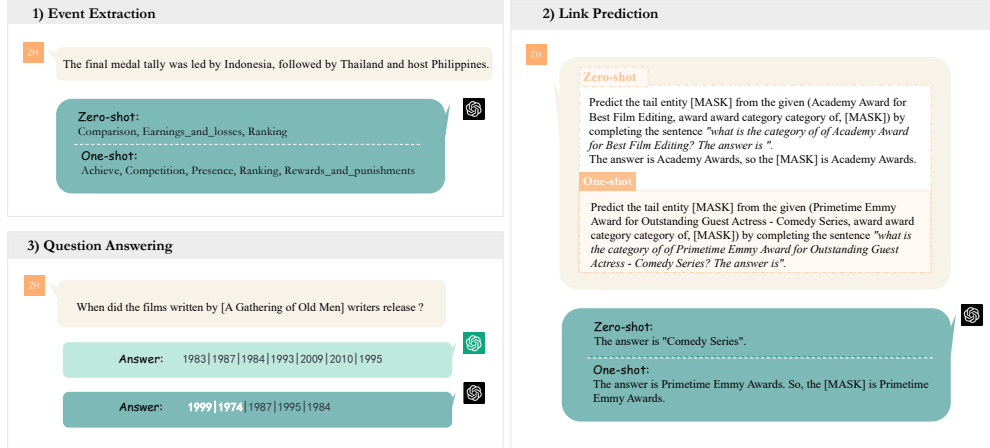 1) Event Extraction
ZH
The final medal tally was led by Indonesia, followed by Thailand and host Philippines.
Zero-shot:
Comparison, Earnings_and_losses, Ranking
One-shot:
Achieve, Competition, Presence, Ranking, Rewards_and_punishments
3) Question Answering
ZH
When did the films written by [A Gathering of Old Men] writers release ?
Answer: 1983|1987|1984|1993|2009|2010|1995
Answer: 1999|1974|1987|1995|1984
2) Link Prediction
ZH
Zero-shot
Predict the tail entity [MASK] from the given (Academy Award for
Best Film Editing, award award category category of, [MASK]) by
completing the sentence "what is the category of of Academy Award
for Best Film Editing? The answer is ".
The answer is Academy Awards, so the [MASK] is Academy Awards.
One-shot
Predict the tail entity [MASK] from the given (Primetime Emmy
Award for Outstanding Guest Actress - Comedy Series, award award
category category of, [MASK]) by completing the sentence "what is
the category of of Primetime Emmy Award for Outstanding Guest
Actress - Comedy Series? The answer is".
Zero-shot:
The answer is "Comedy Series".
One-shot:
The answer is Primetime Emmy Awards. So, the [MASK] is Primetime
Emmy Awards.